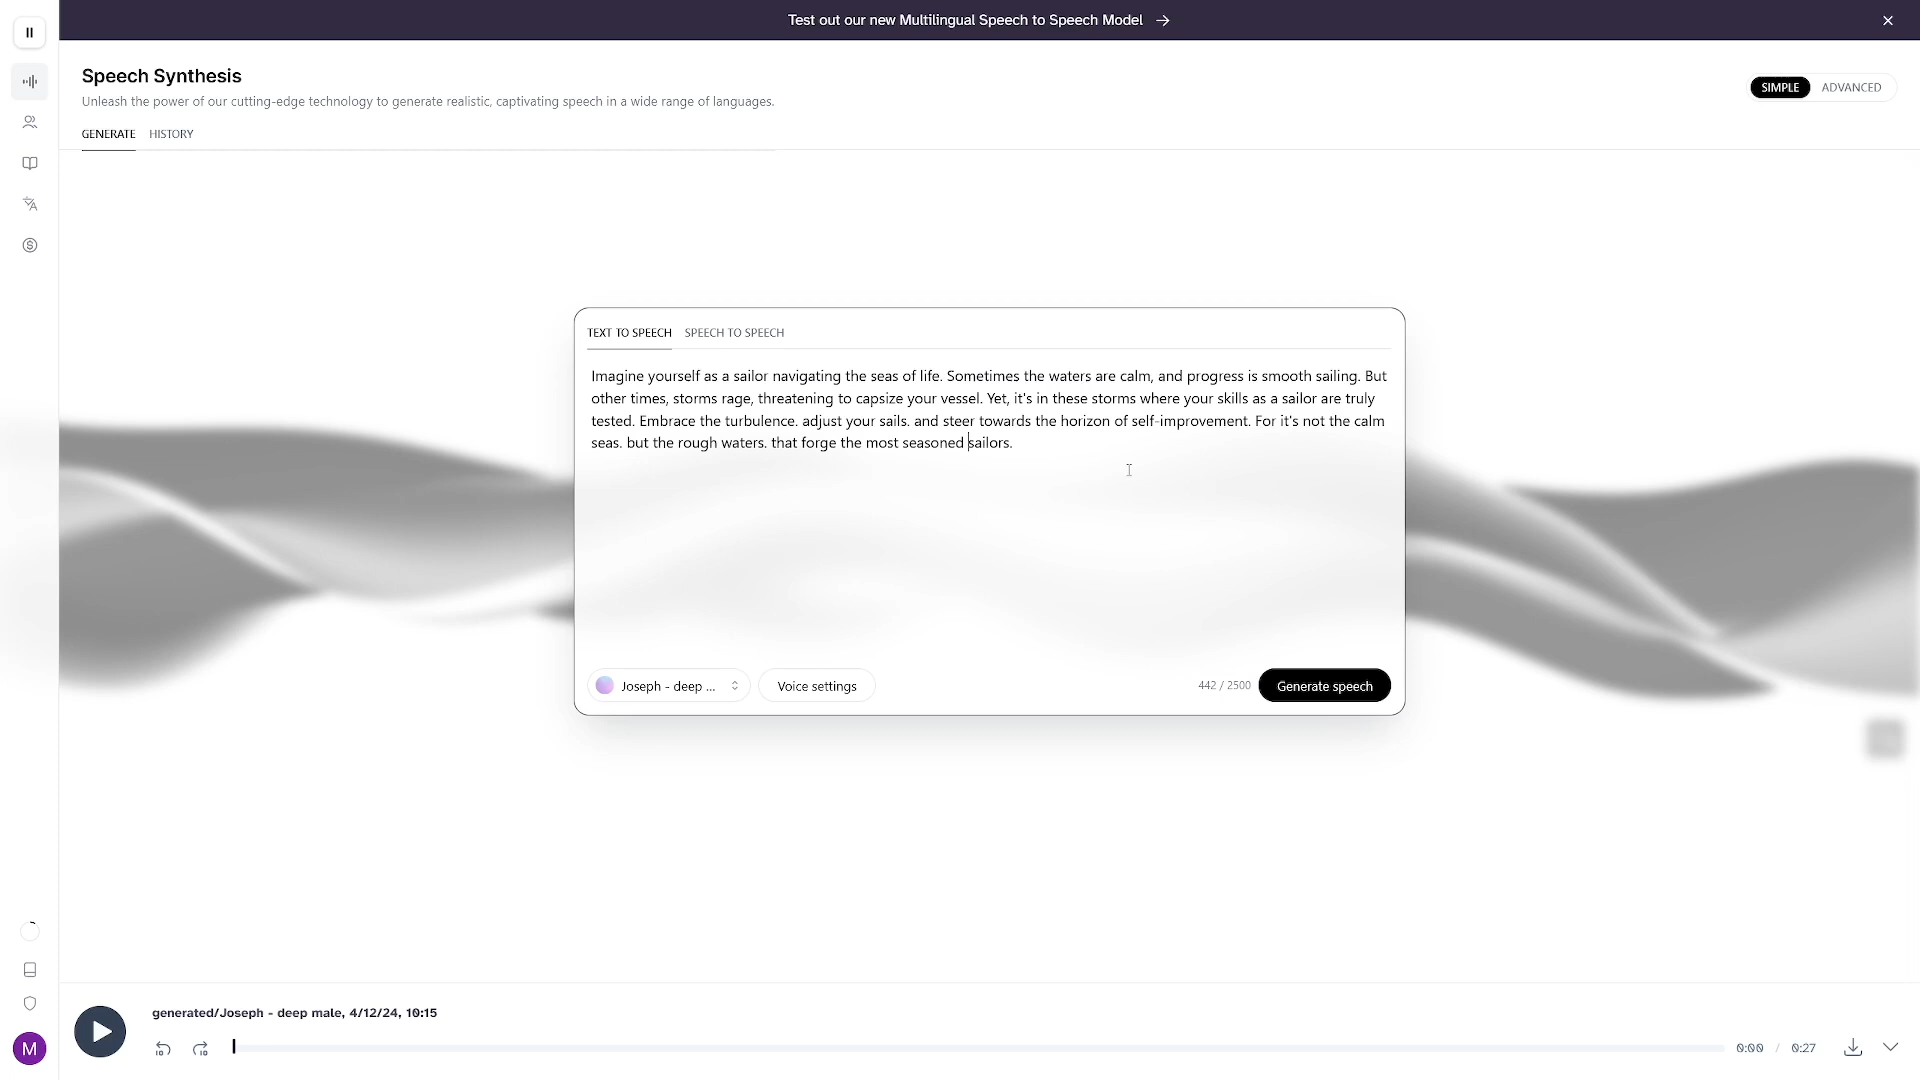 Test out our new Multilingual Speech to Speech Model →
Speech Synthesis
Unleash the power of our cutting-edge technology to generate realistic, captivating speech in a wide range of languages.
SIMPLE ADVANCED
GENERATE HISTORY
TEXT TO SPEECH SPEECH TO SPEECH
Imagine yourself as a sailor navigating the seas of life. Sometimes the waters are calm, and progress is smooth sailing. But
other times, storms rage, threatening to capsize your vessel. Yet, it's in these storms where your skills as a sailor are truly
tested. Embrace the turbulence. adjust your sails. and steer towards the horizon of self-improvement. For it's not the calm
seas. but the rough waters. that forge the most seasoned sailors.
Joseph - deep ... Voice settings 442 / 2500 Generate speech
generated/Joseph - deep male, 4/12/24, 10:15
10 10 0:00 / 0:27
M